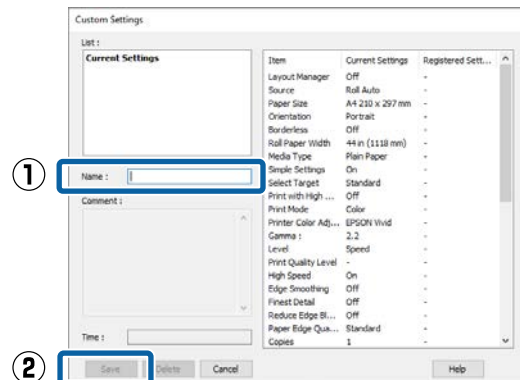 Custom Settings
List :
Current Settings
① Name :
Comment :
Time :
② Save Delete Cancel Help
Item Current Settings Registered Sett...
Layout Manager Off -
Source Roll Auto -
Paper Size A4 210 x 297 mm -
Orientation Portrait -
Borderless Off -
Roll Paper Width 44 in (1118 mm) -
Media Type Plain Paper -
Simple Settings On -
Select Target Standard -
Print with High ... Off -
Print Mode Color -
Printer Color Adj... EPSON Vivid -
Gamma : 2.2 -
Level Speed -
Print Quality Level - -
High Speed On -
Edge Smoothing Off -
Finest Detail Off -
Reduce Edge Bl... Off -
Paper Edge Qua... Standard -
Copies 1 -